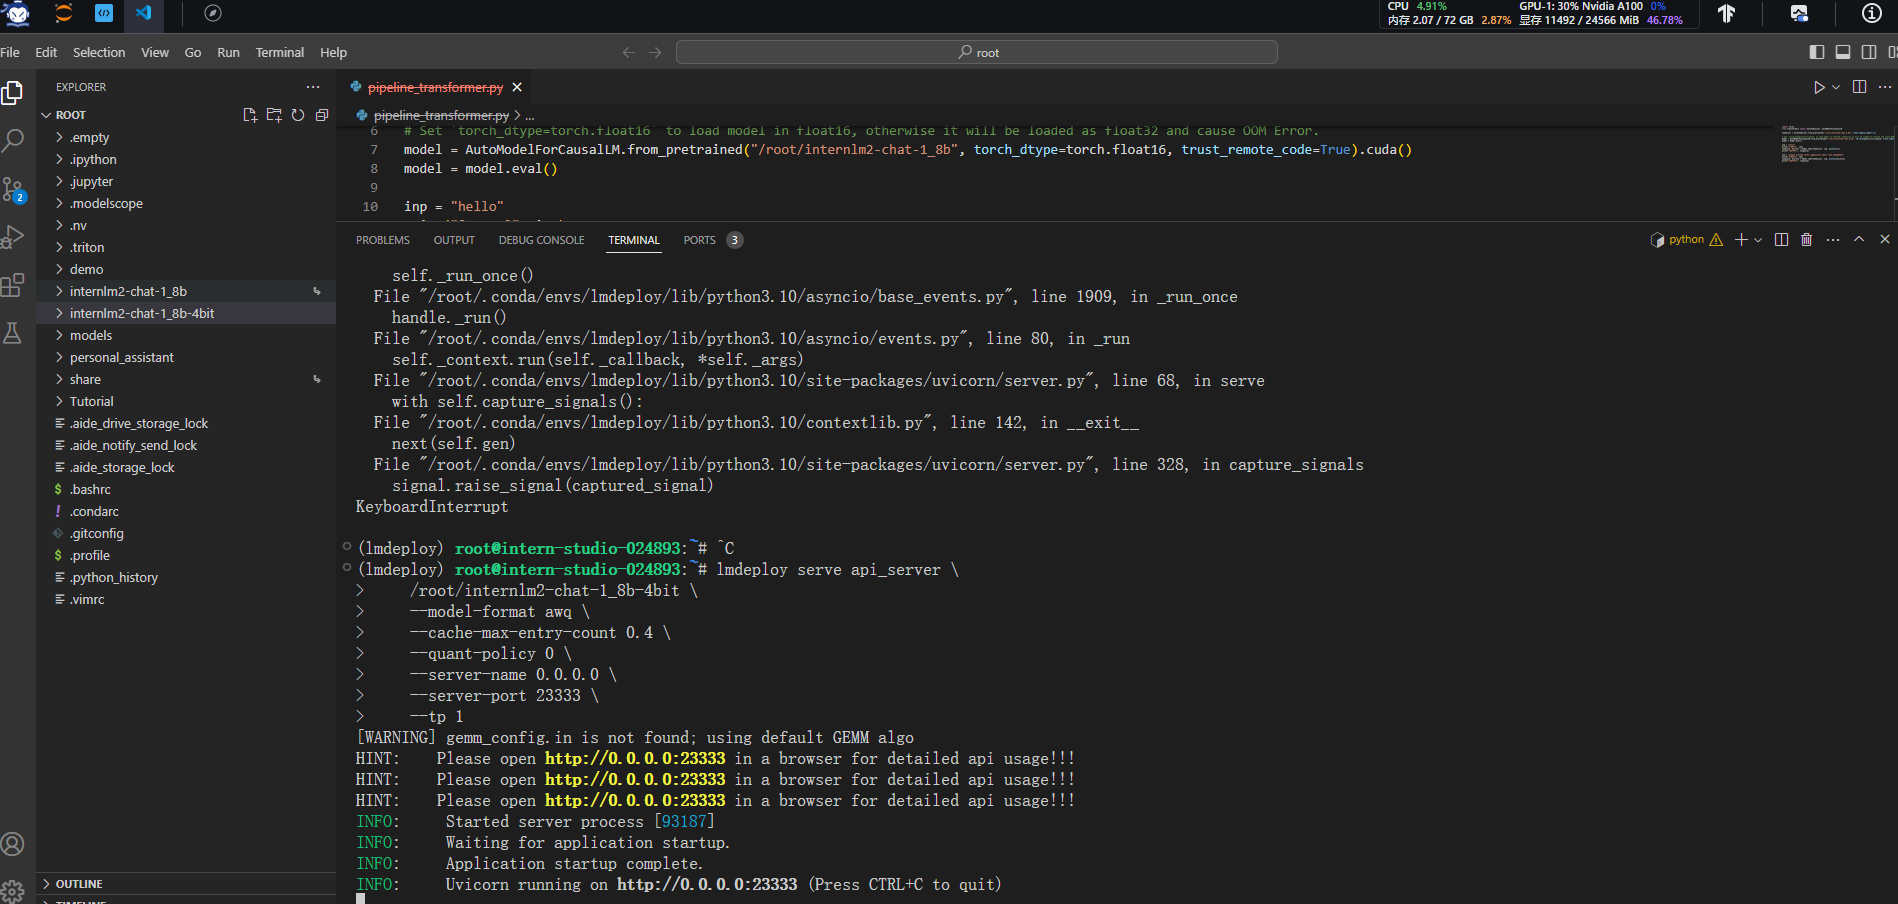 CPU 4.91% GPU-1: 30% Nvidia A100 0%
内存 2.07 / 72 GB 2.87% 显存 11492 / 24566 MiB 46.78%
File Edit Selection View Go Run Terminal Help
root
EXPLORER
ROOT
.empty
.ipython
.jupyter
.modelscope
.nv
.triton
demo
internlm2-chat-1_8b
internlm2-chat-1_8b-4bit
models
personal_assistant
share
Tutorial
.aide_drive_storage_lock
.aide_notify_send_lock
.aide_storage_lock
.bashrc
.condarc
.gitconfig
.profile
.python_history
.vimrc
OUTLINE
TIMELINE
2
pipeline_transformer.py
pipeline_transformer.py > ...
6 # Set `torch_dtype=torch.float16` to load model in float16, otherwise it will be loaded as float32 and cause OOM Error.
7 model = AutoModelForCausalLM.from_pretrained("/root/internlm2-chat-1_8b", torch_dtype=torch.float16, trust_remote_code=True).cuda()
8 model = model.eval()
9
10 inp = "hello"
PROBLEMS OUTPUT DEBUG CONSOLE TERMINAL PORTS 3
python
self._run_once()
File "/root/.conda/envs/lmdeploy/lib/python3.10/asyncio/base_events.py", line 1909, in _run_once
handle._run()
File "/root/.conda/envs/lmdeploy/lib/python3.10/asyncio/events.py", line 80, in _run
self._context.run(self._callback, *self._args)
File "/root/.conda/envs/lmdeploy/lib/python3.10/site-packages/uvicorn/server.py", line 68, in serve
with self.capture_signals():
File "/root/.conda/envs/lmdeploy/lib/python3.10/contextlib.py", line 142, in __exit__
next(self.gen)
File "/root/.conda/envs/lmdeploy/lib/python3.10/site-packages/uvicorn/server.py", line 328, in capture_signals
signal.raise_signal(captured_signal)
KeyboardInterrupt
(lmdeploy) root@intern-studio-024893:~# ^C
(lmdeploy) root@intern-studio-024893:~# lmdeploy serve api_server \
> /root/internlm2-chat-1_8b-4bit \
> --model-format awq \
> --cache-max-entry-count 0.4 \
> --quant-policy 0 \
> --server-name 0.0.0.0 \
> --server-port 23333 \
> --tp 1
[WARNING] gemm_config.in is not found; using default GEMM algo
HINT: Please open http://0.0.0.0:23333 in a browser for detailed api usage!!!
HINT: Please open http://0.0.0.0:23333 in a browser for detailed api usage!!!
HINT: Please open http://0.0.0.0:23333 in a browser for detailed api usage!!!
INFO: Started server process [93187]
INFO: Waiting for application startup.
INFO: Application startup complete.
INFO: Uvicorn running on http://0.0.0.0:23333 (Press CTRL+C to quit)